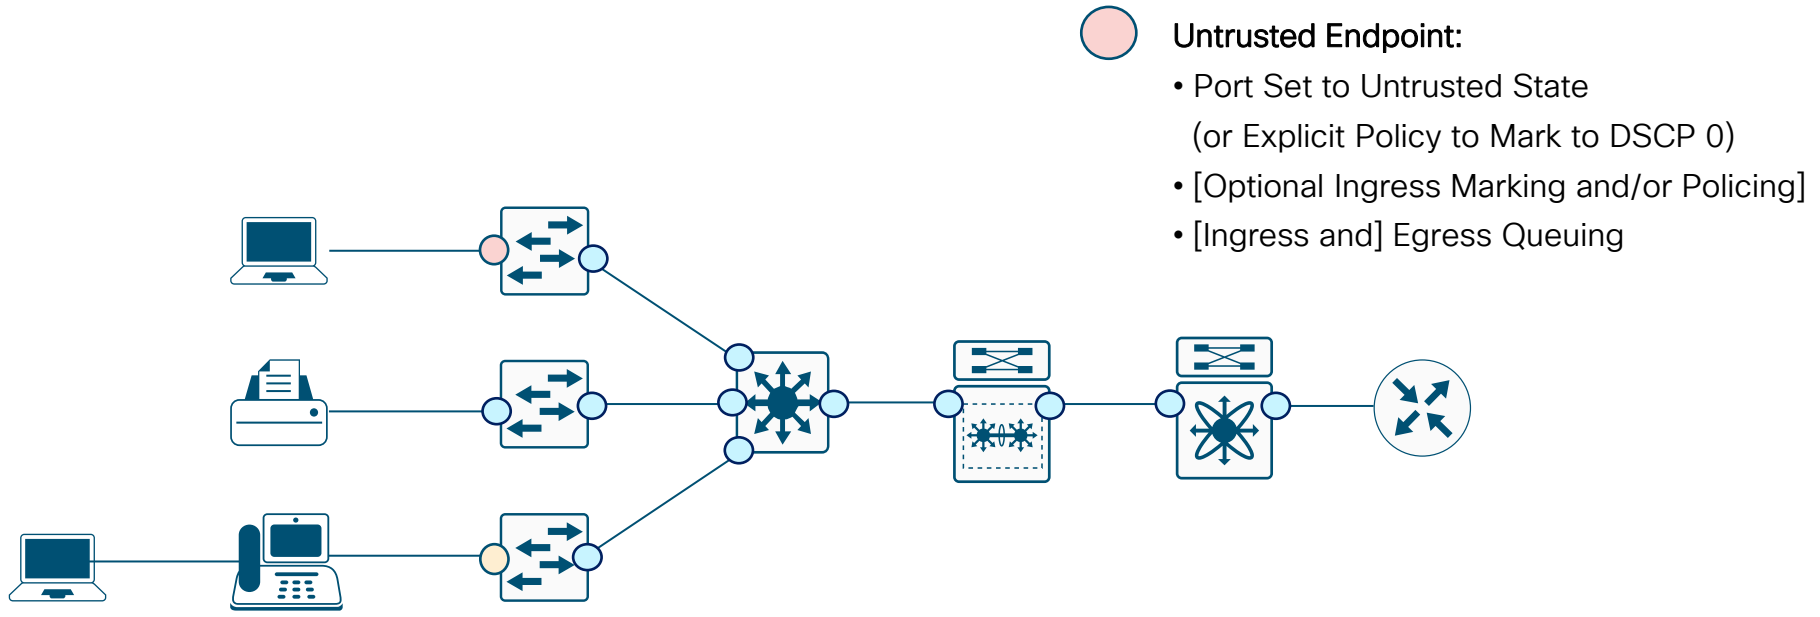 Untrusted Endpoint:
• Port Set to Untrusted State
(or Explicit Policy to Mark to DSCP 0)
• [Optional Ingress Marking and/or Policing]
• [Ingress and] Egress Queuing